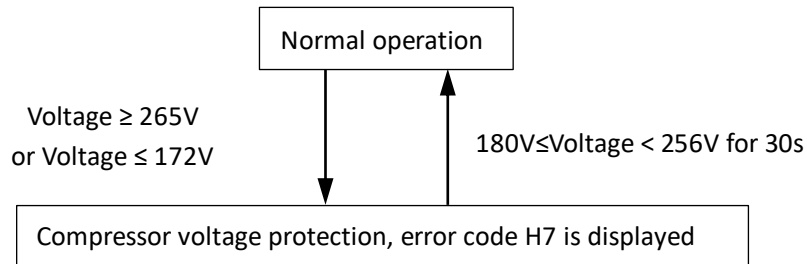 Normal operation
Voltage ≥ 265V
or Voltage ≤ 172V
180V≤Voltage < 256V for 30s
Compressor voltage protection, error code H7 is displayed